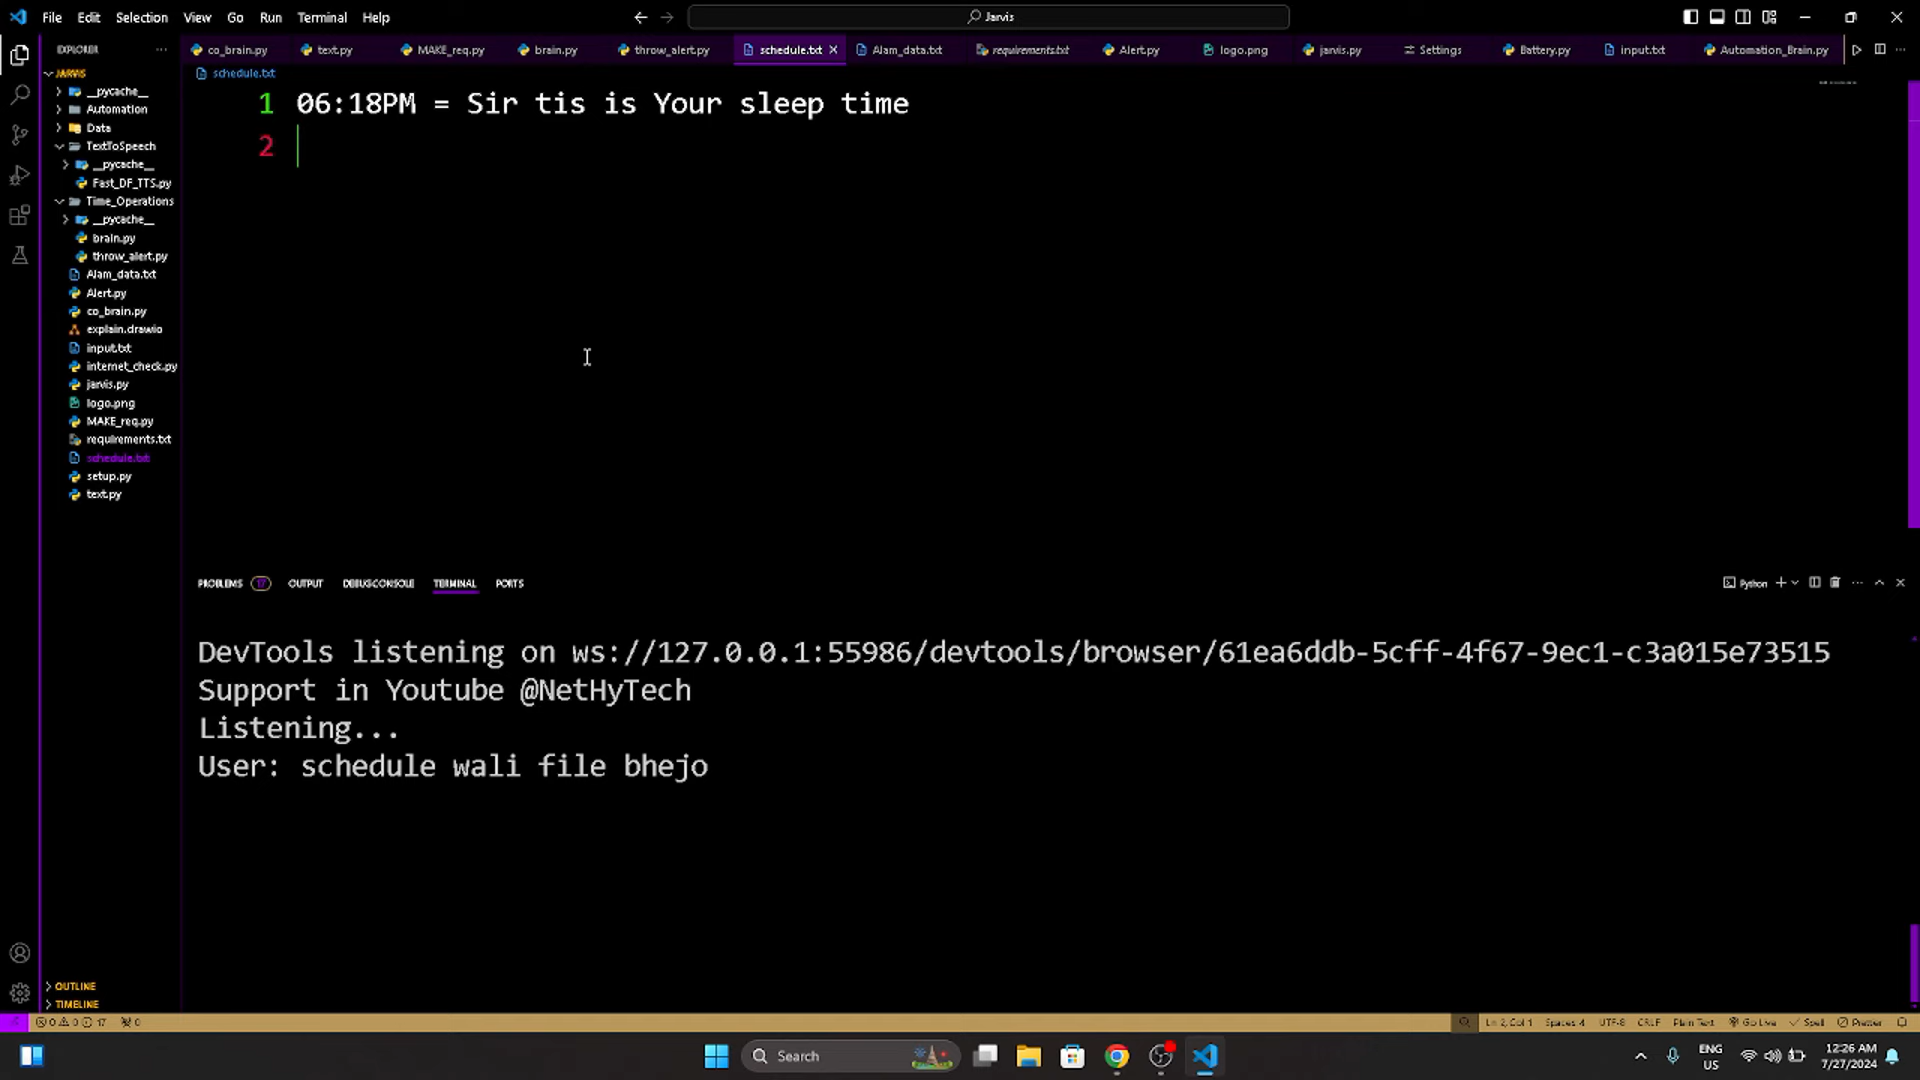 File Edit Selection View Go Run Terminal Help
Jarvis
EXPLORER
co_brain.py text.py MAKE_req.py brain.py throw_alert.py schedule.txt Alam_data.txt requirements.txt Alert.py logo.png jarvis.py Settings Battery.py input.txt Automation_Brain.py
JARVIS
__pycache__
Automation
Data
TextToSpeech
__pycache__
Fast_DF_TTS.py
Time_Operations
__pycache__
brain.py
throw_alert.py
Alam_data.txt
Alert.py
co_brain.py
explain.drawio
input.txt
internet_check.py
jarvis.py
logo.png
MAKE_req.py
requirements.txt
schedule.txt
setup.py
text.py
OUTLINE
TIMELINE
schedule.txt
1 06:18PM = Sir tis is Your sleep time
2
PROBLEMS 17 OUTPUT DEBUG CONSOLE TERMINAL PORTS
Python
DevTools listening on ws://127.0.0.1:55986/devtools/browser/61ea6ddb-5cff-4f67-9ec1-c3a015e73515
Support in Youtube @NetHyTech
Listening...
User: schedule wali file bhejo
0 0 17 0
Ln 2, Col 1 Spaces: 4 UTF-8 CRLF Plain Text Go Live Spell Prettier
Search
ENG
US
12:26 AM
7/27/2024